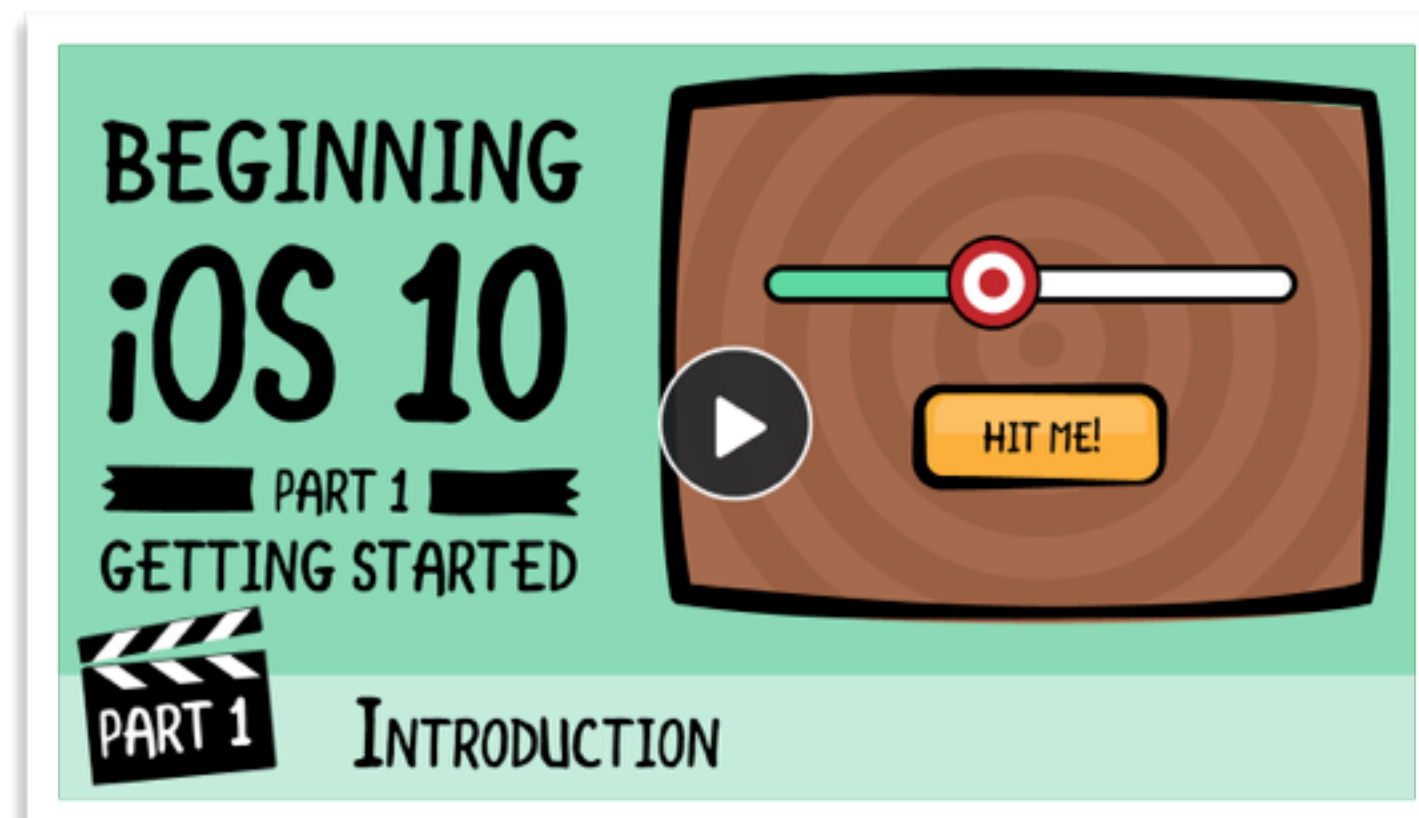 BEGINNING
iOS 10
PART 1
GETTING STARTED
HIT ME!
PART 1
INTRODUCTION